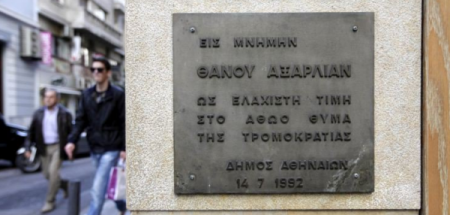 ΕΙΣ ΜΝΗΜΗΝ
ΘΑΝΟΥ ΑΞΑΡΛΙΑΝ
ΩΣ ΕΛΑΧΙΣΤΗ ΤΙΜΗ
ΣΤΟ ΑΘΩΟ ΘΥΜΑ
ΤΗΣ ΤΡΟΜΟΚΡΑΤΙΑΣ
ΔΗΜΟΣ ΑΘΗΝΑΙΩΝ
14 7 1992